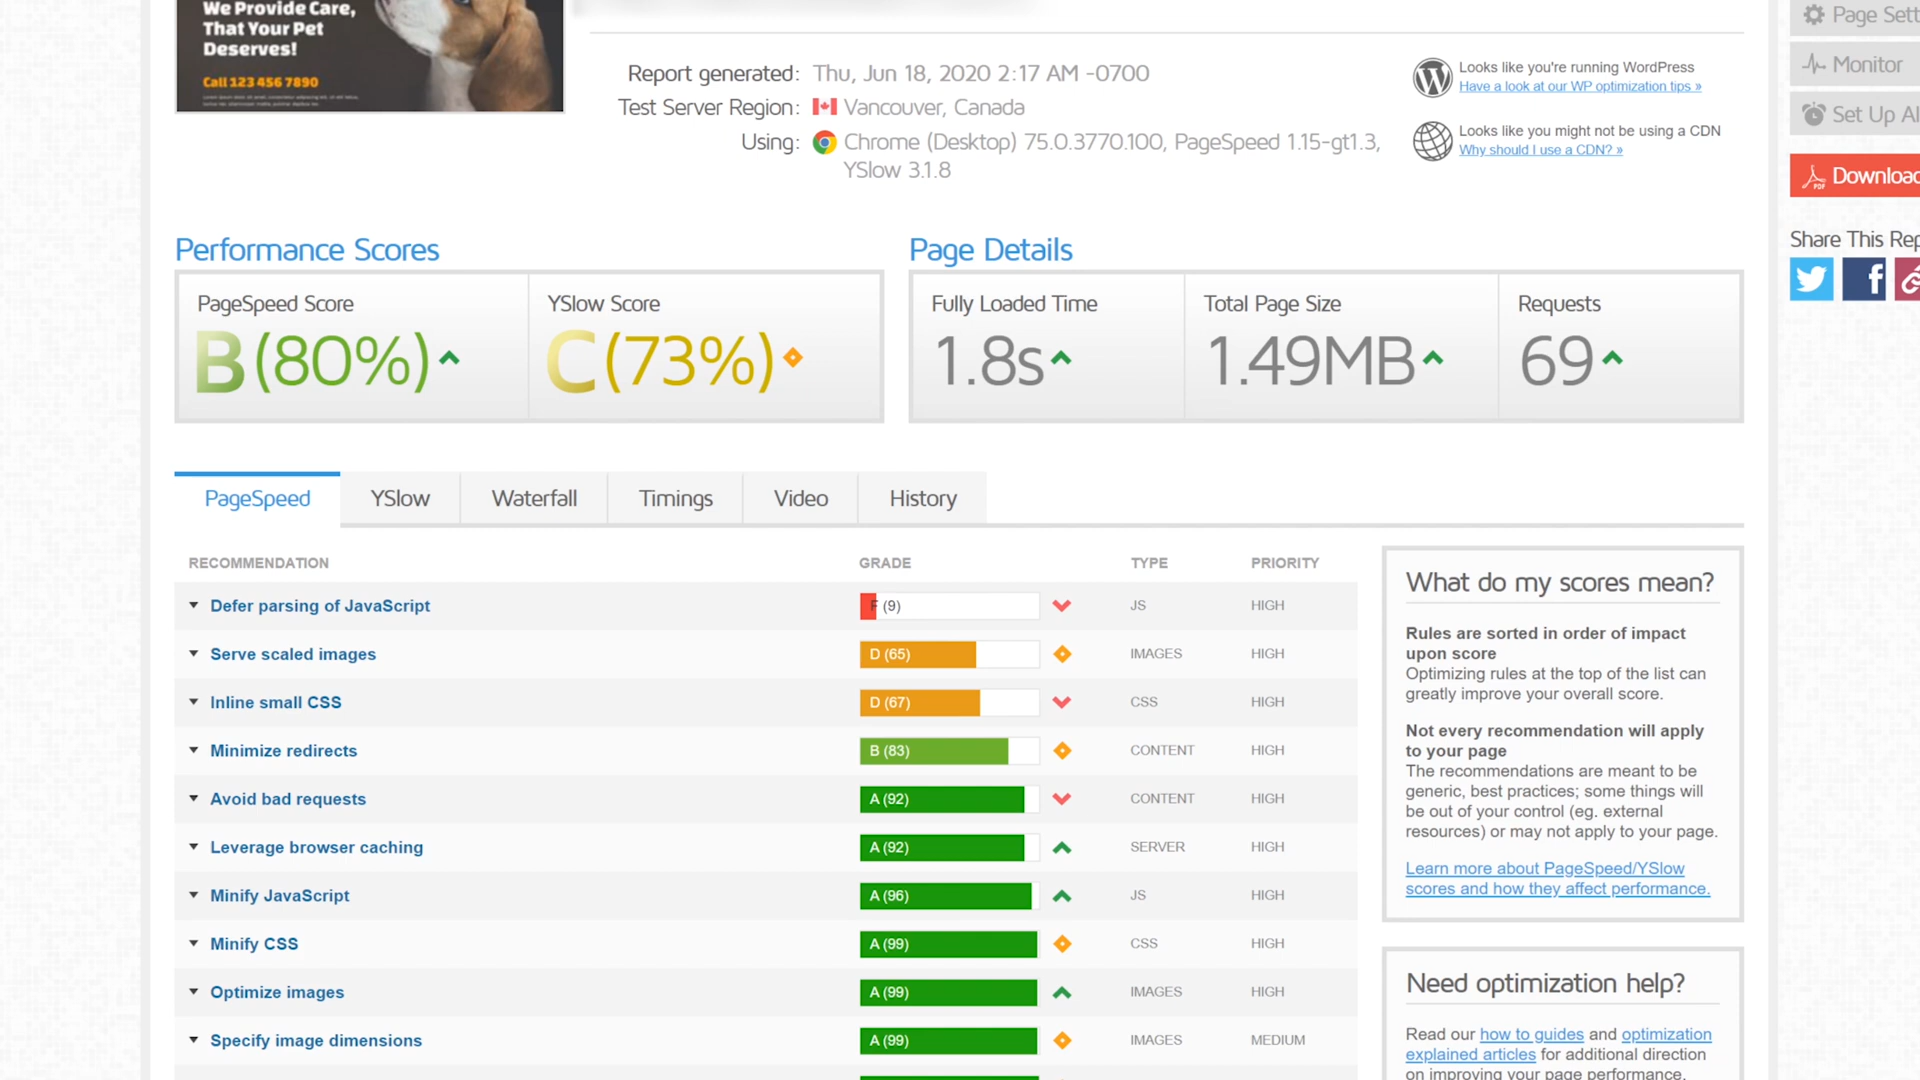 We Provide Care,
That Your Pet
Deserves!
Call 123 456 7890
Report generated: Thu, Jun 18, 2020 2:17 AM -0700
Test Server Region: Vancouver, Canada
Using: Chrome (Desktop) 75.0.3770.100, PageSpeed 1.15-gt1.3,
YSlow 3.1.8
Looks like you're running WordPress
Have a look at our WP optimization tips »
Looks like you might not be using a CDN
Why should I use a CDN? »
Page Sett
Monitor
Set Up Al
Download
Share This Rep
Performance Scores
PageSpeed Score
B (80%)
YSlow Score
C (73%)
Page Details
Fully Loaded Time
1.8s
Total Page Size
1.49MB
Requests
69
PageSpeed YSlow Waterfall Timings Video History
RECOMMENDATION GRADE TYPE PRIORITY
Defer parsing of JavaScript F (9) JS HIGH
Serve scaled images D (65) IMAGES HIGH
Inline small CSS D (67) CSS HIGH
Minimize redirects B (83) CONTENT HIGH
Avoid bad requests A (92) CONTENT HIGH
Leverage browser caching A (92) SERVER HIGH
Minify JavaScript A (96) JS HIGH
Minify CSS A (99) CSS HIGH
Optimize images A (99) IMAGES HIGH
Specify image dimensions A (99) IMAGES MEDIUM
What do my scores mean?
Rules are sorted in order of impact
upon score
Optimizing rules at the top of the list can
greatly improve your overall score.
Not every recommendation will apply
to your page
The recommendations are meant to be
generic, best practices; some things will
be out of your control (eg. external
resources) or may not apply to your page.
Learn more about PageSpeed/YSlow
scores and how they affect performance.
Need optimization help?
Read our how to guides and optimization
explained articles for additional direction
on improving your page performance.